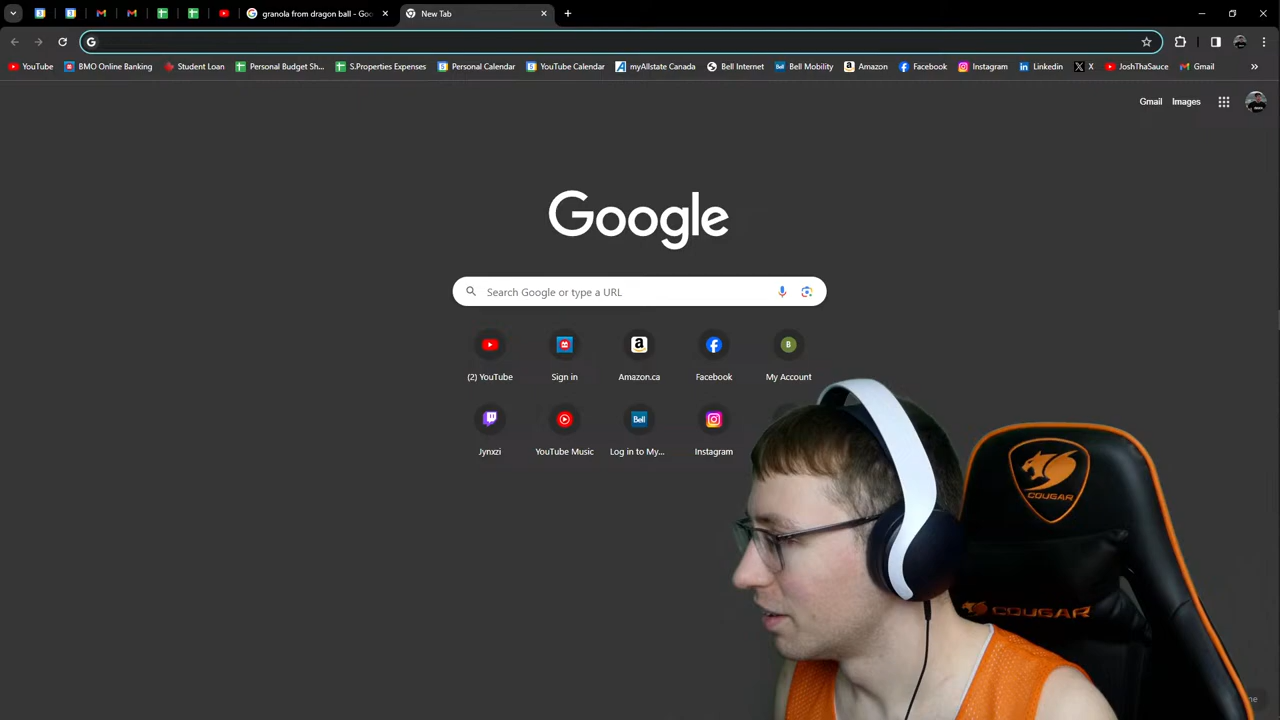 granola from dragon ball - Goo
New Tab
YouTube
BMO Online Banking
Student Loan
Personal Budget Sh...
S.Properties Expenses
Personal Calendar
YouTube Calendar
myAllstate Canada
Bell Internet
Bell Mobility
Amazon
Facebook
Instagram
Linkedin
X
JoshThaSauce
Gmail
Gmail
Images
Google
Search Google or type a URL
(2) YouTube
Sign in
Amazon.ca
Facebook
B
My Account
Jynxzi
YouTube Music
Bell
Log in to My...
Instagram
COUGAR
COUGAR